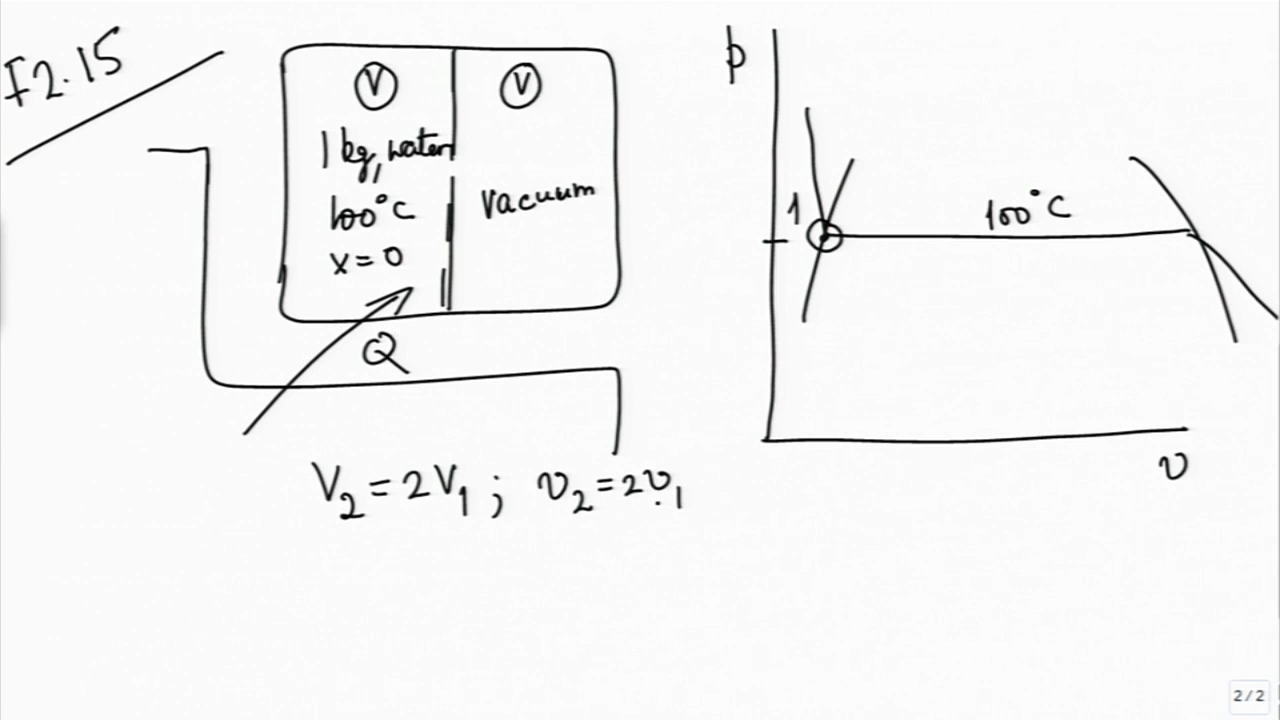 F2.15
V V
1 kg, water
100°C
x = 0
Vacuum
Q
V₂ = 2V₁ ; v₂ = 2v₁
p
1
100°C
v
2/2